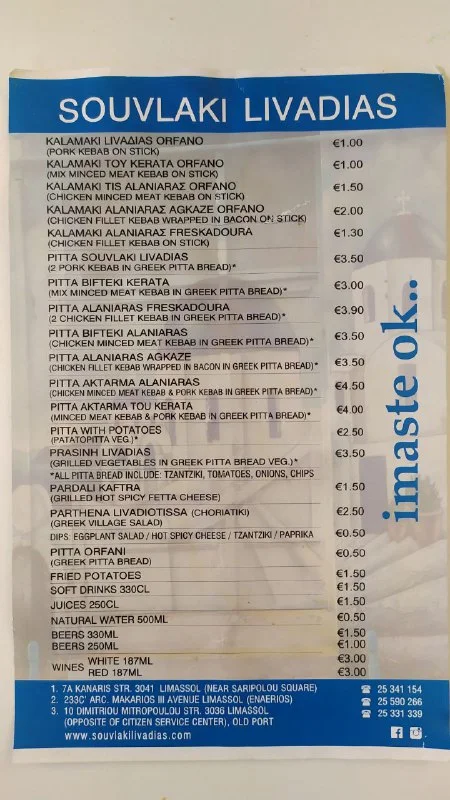 SOUVLAKI LIVADIAS
KALAMAKI LIVAΔIAS ORFANO €1.00
(PORK KEBAB ON STICK)
KALAMAKI TOY KERATA ORFANO €1.00
(MIX MINCED MEAT KEBAB ON STICK)
KALAMAKI TIS ALANIARAΣ ORFANO €1.50
(CHICKEN MINCED MEAT KEBAB ON STICK)
KALAMAKI ALANIARAΣ AGKAZE ORFANO €2.00
(CHICKEN FILLET KEBAB WRAPPED IN BACON ON STICK)
KALAMAKI ALANIARAΣ FRESKADOURA €1.30
(CHICKEN FILLET KEBAB ON STICK)
PITTA SOUVLAKI LIVADIAS €3.50
(2 PORK KEBAB IN GREEK PITTA BREAD)*
PITTA BIFTEKI KERATA €3.00
(MIX MINCED MEAT KEBAB IN GREEK PITTA BREAD)*
PITTA ALANIARAS FRESKADOURA €3.90
(2 CHICKEN FILLET KEBAB IN GREEK PITTA BREAD)*
PITTA BIFTEKI ALANIARAS €3.50
(CHICKEN MINCED MEAT KEBAB IN GREEK PITTA BREAD)*
PITTA ALANIARAS AGKAZE €3.50
(CHICKEN FILLET KEBAB WRAPPED IN BACON IN GREEK PITTA BREAD)*
PITTA AKTARMA ALANIARAS €4.50
(CHICKEN MINCED MEAT & PORK KEBAB IN GREEK PITTA BREAD)*
PITTA AKTARMA TOU KERATA €4.00
(MINCED MEAT KEBAB & PORK KEBAB IN GREEK PITTA BREAD)*
PITTA WITH POTATOES €2.50
(PATATOPITTA VEG.)*
PRASINH LIVADIAS €3.50
(GRILLED VEGETABLES IN GREEK PITTA BREAD VEG.)*
*ALL PITTA BREAD INCLUDE: TZANTZIKI, TOMATOES, ONIONS, CHIPS
PARDALI KAFTRA €1.50
(GRILLED HOT SPICY FETTA CHEESE)
PARTHENA LIVADIOTISSA (CHORIATIKI) €2.50
(GREEK VILLAGE SALAD)
DIPS: EGGPLANT SALAD / HOT SPICY CHEESE / TZANTZIKI / PAPRIKA €0.50
PITTA ORFANI €0.50
(GREEK PITTA BREAD)
FRIED POTATOES €1.50
SOFT DRINKS 330CL €1.50
JUICES 250CL €1.50
NATURAL WATER 500ML €0.50
BEERS 330ML €1.50
BEERS 250ML €1.00
WINES WHITE 187ML €3.00
RED 187ML €3.00
imaste ok..
1. 7A KANARIS STR. 3041 LIMASSOL (NEAR SARIPOLOU SQUARE) ☎ 25 341 154
2. 233C' ARC. MAKARIOS III AVENUE LIMASSOL (ENAERIOS) ☎ 25 590 266
3. 10 DIMITRIOU MITROPOULOU STR. 3036 LIMASSOL ☎ 25 331 339
(OPPOSITE OF CITIZEN SERVICE CENTER), OLD PORT
www.souvlakilivadias.com